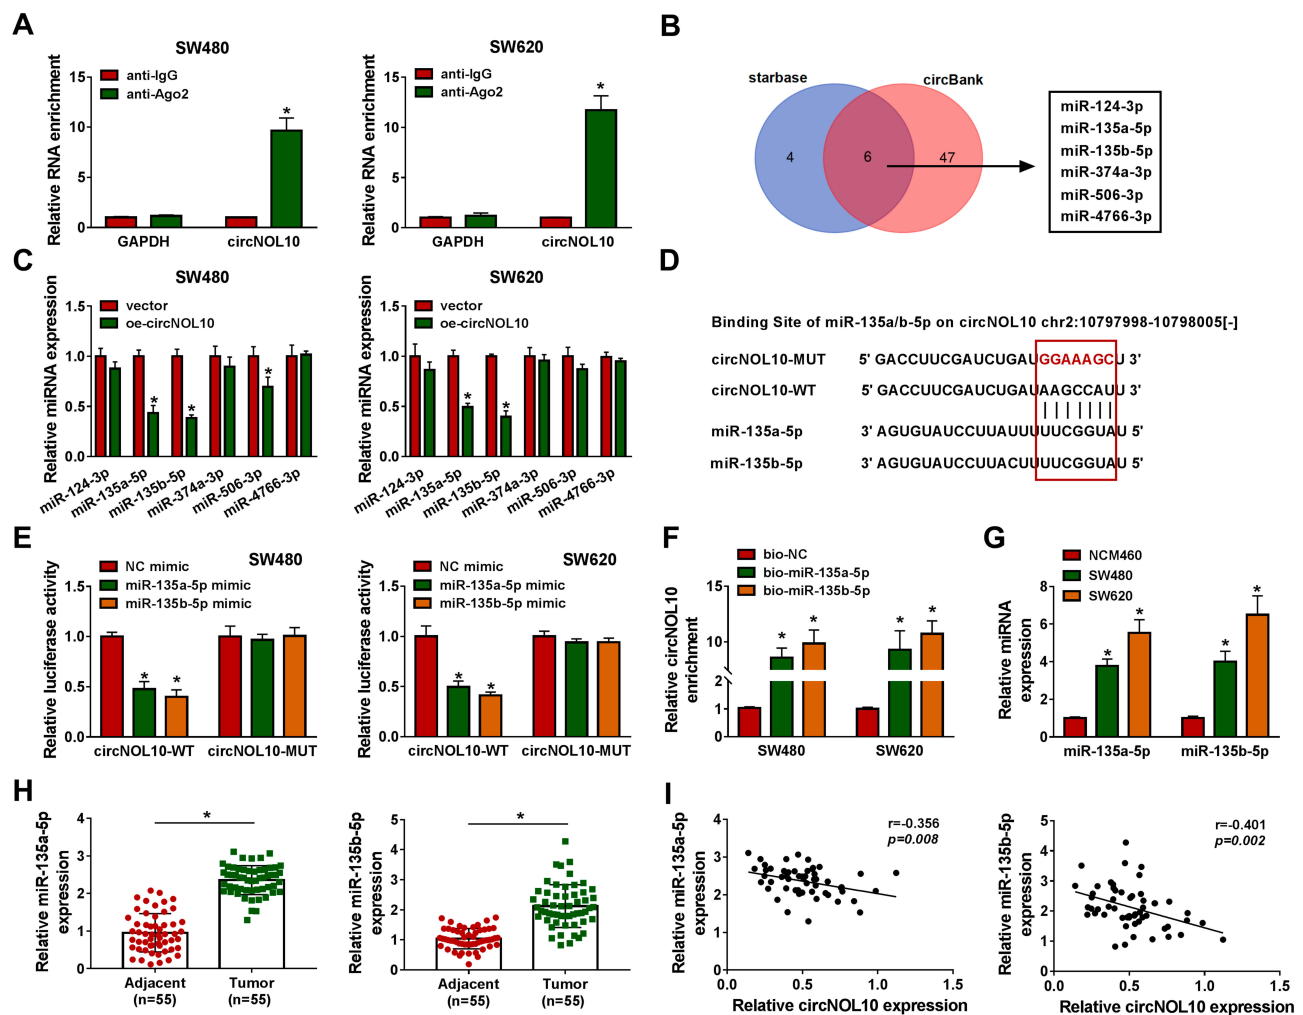 A
SW480
Relative RNA enrichment
15
10
5
0
anti-IgG
anti-Ago2
*
GAPDH
circNOL10
SW620
Relative RNA enrichment
15
10
5
0
anti-IgG
anti-Ago2
*
GAPDH
circNOL10
B
starbase
circBank
4
6
47
miR-124-3p
miR-135a-5p
miR-135b-5p
miR-374a-3p
miR-506-3p
miR-4766-3p
C
SW480
Relative miRNA expression
1.5
1.0
0.5
0.0
vector
oe-circNOL10
* * *
miR-124-3p
miR-135a-5p
miR-135b-5p
miR-374a-3p
miR-506-3p
miR-4766-3p
SW620
Relative miRNA expression
1.5
1.0
0.5
0.0
vector
oe-circNOL10
* *
miR-124-3p
miR-135a-5p
miR-135b-5p
miR-374a-3p
miR-506-3p
miR-4766-3p
D
Binding Site of miR-135a/b-5p on circNOL10 chr2:10797998-10798005[-]
circNOL10-MUT 5' GACCUUCGAUCUGAUGGAAAGCU 3'
circNOL10-WT 5' GACCUUCGAUCUGAUAAGCCAUU 3'
miR-135a-5p 3' AGUGUAUCCUUAUUUUUCGGUAU 5'
miR-135b-5p 3' AGUGUAUCCUUACUUUUCGGUAU 5'
E
SW480
Relative luciferase activity
1.5
1.0
0.5
0.0
NC mimic
miR-135a-5p mimic
miR-135b-5p mimic
* *
circNOL10-WT
circNOL10-MUT
SW620
Relative luciferase activity
1.5
1.0
0.5
0.0
NC mimic
miR-135a-5p mimic
miR-135b-5p mimic
* *
circNOL10-WT
circNOL10-MUT
F
bio-NC
bio-miR-135a-5p
bio-miR-135b-5p
Relative circNOL10
enrichment
15
10
2
1
0
* * * *
SW480
SW620
G
NCM460
SW480
SW620
Relative miRNA
expression
8
6
4
2
0
* * * *
miR-135a-5p
miR-135b-5p
H
Relative miR-135a-5p
expression
4
3
2
1
0
*
Adjacent
(n=55)
Tumor
(n=55)
Relative miR-135b-5p
expression
5
4
3
2
1
0
*
Adjacent
(n=55)
Tumor
(n=55)
I
Relative miR-135a-5p
expression
4
3
2
1
0
r=-0.356
p=0.008
0.0 0.5 1.0 1.5
Relative circNOL10 expression
Relative miR-135b-5p
expression
5
4
3
2
1
0
r=-0.401
p=0.002
0.0 0.5 1.0 1.5
Relative circNOL10 expression